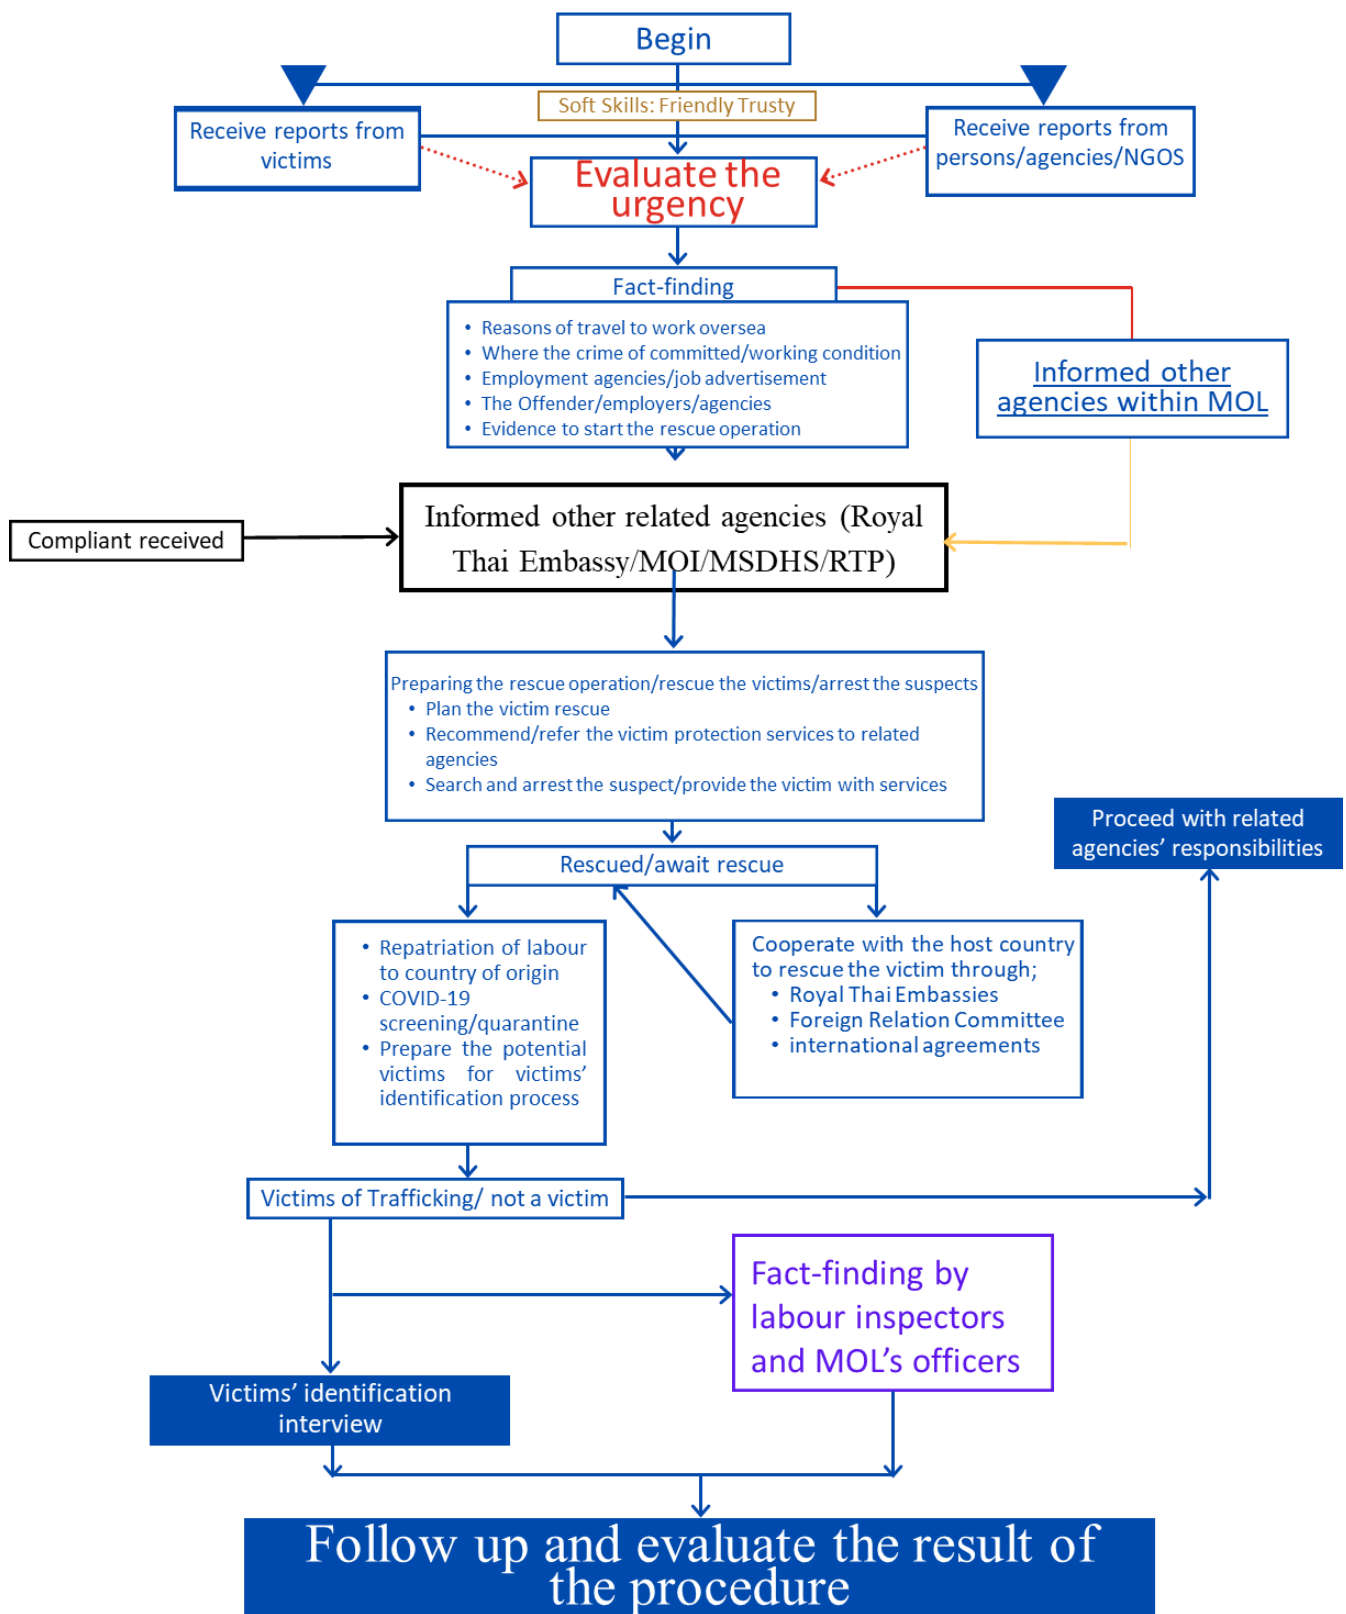 Begin
Soft Skills: Friendly Trusty
Receive reports from
victims
Receive reports from
persons/agencies/NGOS
Evaluate the
urgency
Fact-finding
• Reasons of travel to work oversea
• Where the crime of committed/working condition
• Employment agencies/job advertisement
• The Offender/employers/agencies
• Evidence to start the rescue operation
Informed other
agencies within MOL
Compliant received
Informed other related agencies (Royal
Thai Embassy/MOI/MSDHS/RTP)
Preparing the rescue operation/rescue the victims/arrest the suspects
• Plan the victim rescue
• Recommend/refer the victim protection services to related
agencies
• Search and arrest the suspect/provide the victim with services
Proceed with related
agencies’ responsibilities
Rescued/await rescue
• Repatriation of labour
to country of origin
• COVID-19
screening/quarantine
• Prepare the potential
victims for victims’
identification process
Cooperate with the host country
to rescue the victim through;
• Royal Thai Embassies
• Foreign Relation Committee
• international agreements
Victims of Trafficking/ not a victim
Fact-finding by
labour inspectors
and MOL’s officers
Victims’ identification
interview
Follow up and evaluate the result of
the procedure